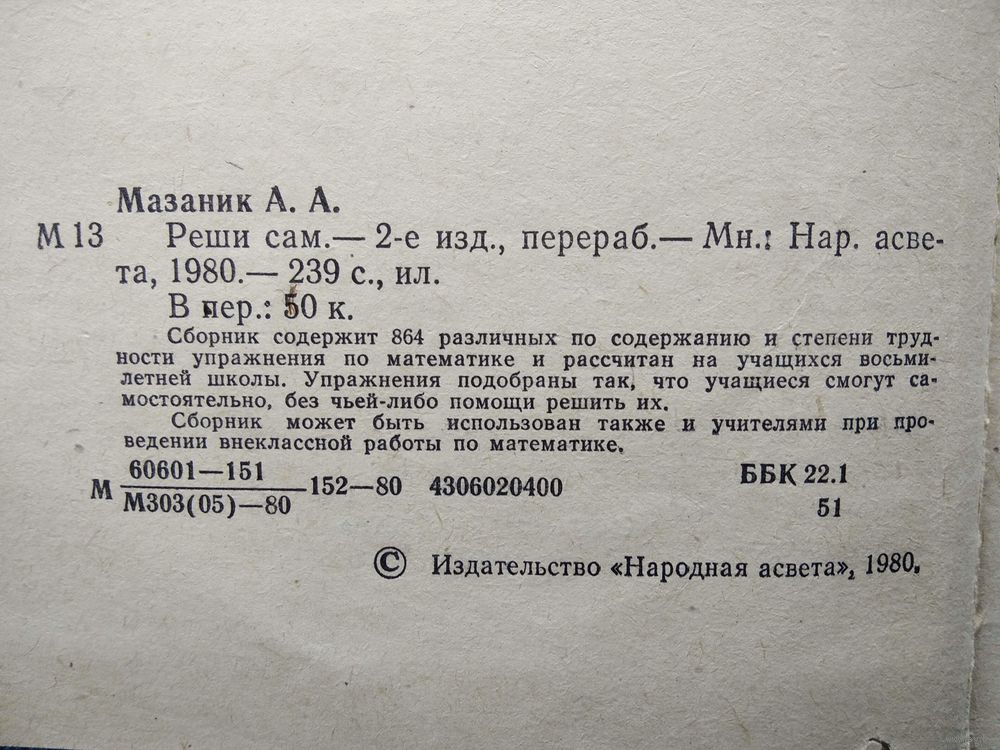 Мазаник А. А.
М 13 Реши сам.— 2-е изд., перераб.— Мн.: Нар. асве-
та, 1980.— 239 с., ил.
В пер.: 50 к.
Сборник содержит 864 различных по содержанию и степени труд-
ности упражнения по математике и рассчитан на учащихся восьми-
летней школы. Упражнения подобраны так, что учащиеся смогут са-
мостоятельно, без чьей-либо помощи решить их.
Сборник может быть использован также и учителями при про-
ведении внеклассной работы по математике.
60601—151
М ———152—80 4306020400 ББК 22.1
М303(05)—80 51
© Издательство «Народная асвета», 1980.